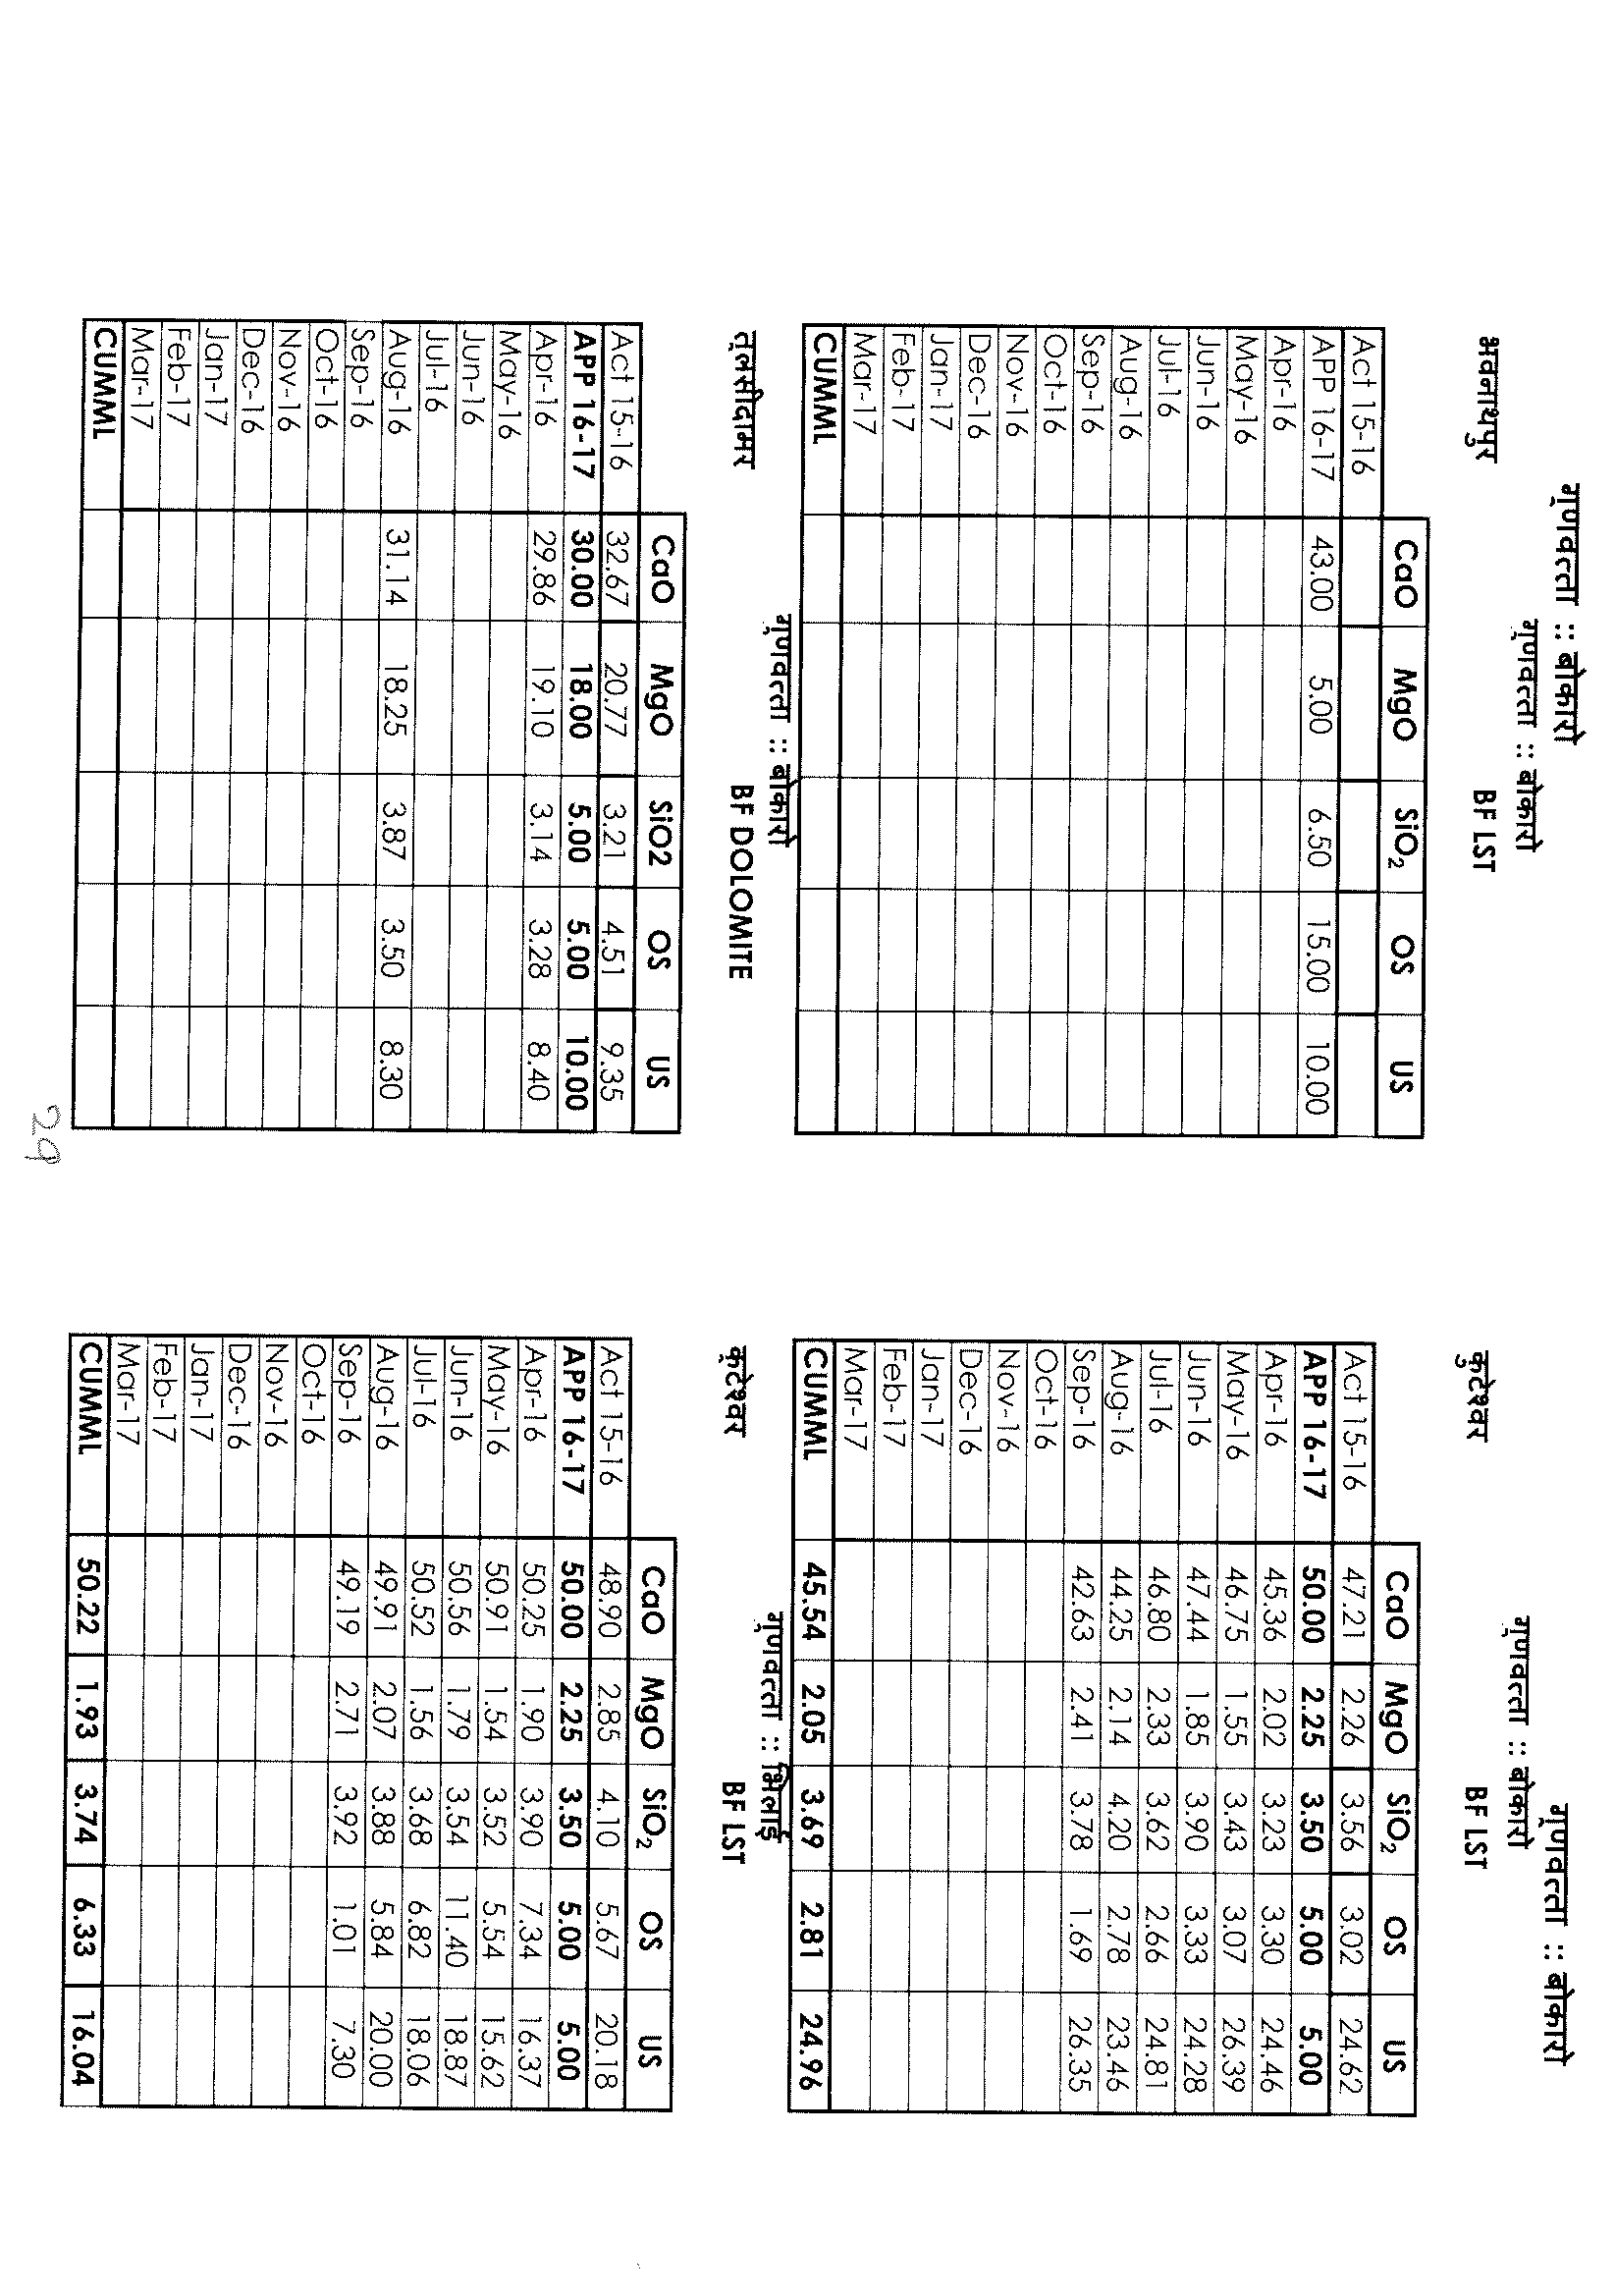 गुणवत्ता :: बोकारो
गुणवत्ता :: बोकारो
भवनाथपुर BF LST
CaO MgO SiO₂ OS US
Act 15-16
APP 16-17 43.00 5.00 6.50 15.00 10.00
Apr-16
May-16
Jun-16
Jul-16
Aug-16
Sep-16
Oct-16
Nov-16
Dec-16
Jan-17
Feb-17
Mar-17
CUMML
गुणवत्ता :: बोकारो
गुणवत्ता :: बोकारो
कुटेश्वर BF LST
CaO MgO SiO₂ OS US
Act 15-16 47.21 2.26 3.56 3.02 24.62
APP 16-17 50.00 2.25 3.50 5.00 5.00
Apr-16 45.36 2.02 3.23 3.30 24.46
May-16 46.75 1.55 3.43 3.07 26.39
Jun-16 47.44 1.85 3.90 3.33 24.28
Jul-16 46.80 2.33 3.62 2.66 24.81
Aug-16 44.25 2.14 4.20 2.78 23.46
Sep-16 42.63 2.41 3.78 1.69 26.35
Oct-16
Nov-16
Dec-16
Jan-17
Feb-17
Mar-17
CUMML 45.54 2.05 3.69 2.81 24.96
गुणवत्ता :: बोकारो
तुलसीदामर BF DOLOMITE
CaO MgO SiO2 OS US
Act 15-16 32.67 20.77 3.21 4.51 9.35
APP 16-17 30.00 18.00 5.00 5.00 10.00
Apr-16 29.86 19.10 3.14 3.28 8.40
May-16
Jun-16
Jul-16
Aug-16 31.14 18.25 3.87 3.50 8.30
Sep-16
Oct-16
Nov-16
Dec-16
Jan-17
Feb-17
Mar-17
CUMML
गुणवत्ता :: भिलाई
कुटेश्वर BF LST
CaO MgO SiO₂ OS US
Act 15-16 48.90 2.85 4.10 5.67 20.18
APP 16-17 50.00 2.25 3.50 5.00 5.00
Apr-16 50.25 1.90 3.90 7.34 16.37
May-16 50.91 1.54 3.52 5.54 15.62
Jun-16 50.56 1.79 3.54 11.40 18.87
Jul-16 50.52 1.56 3.68 6.82 18.06
Aug-16 49.91 2.07 3.88 5.84 20.00
Sep-16 49.19 2.71 3.92 1.01 7.30
Oct-16
Nov-16
Dec-16
Jan-17
Feb-17
Mar-17
CUMML 50.22 1.93 3.74 6.33 16.04
29